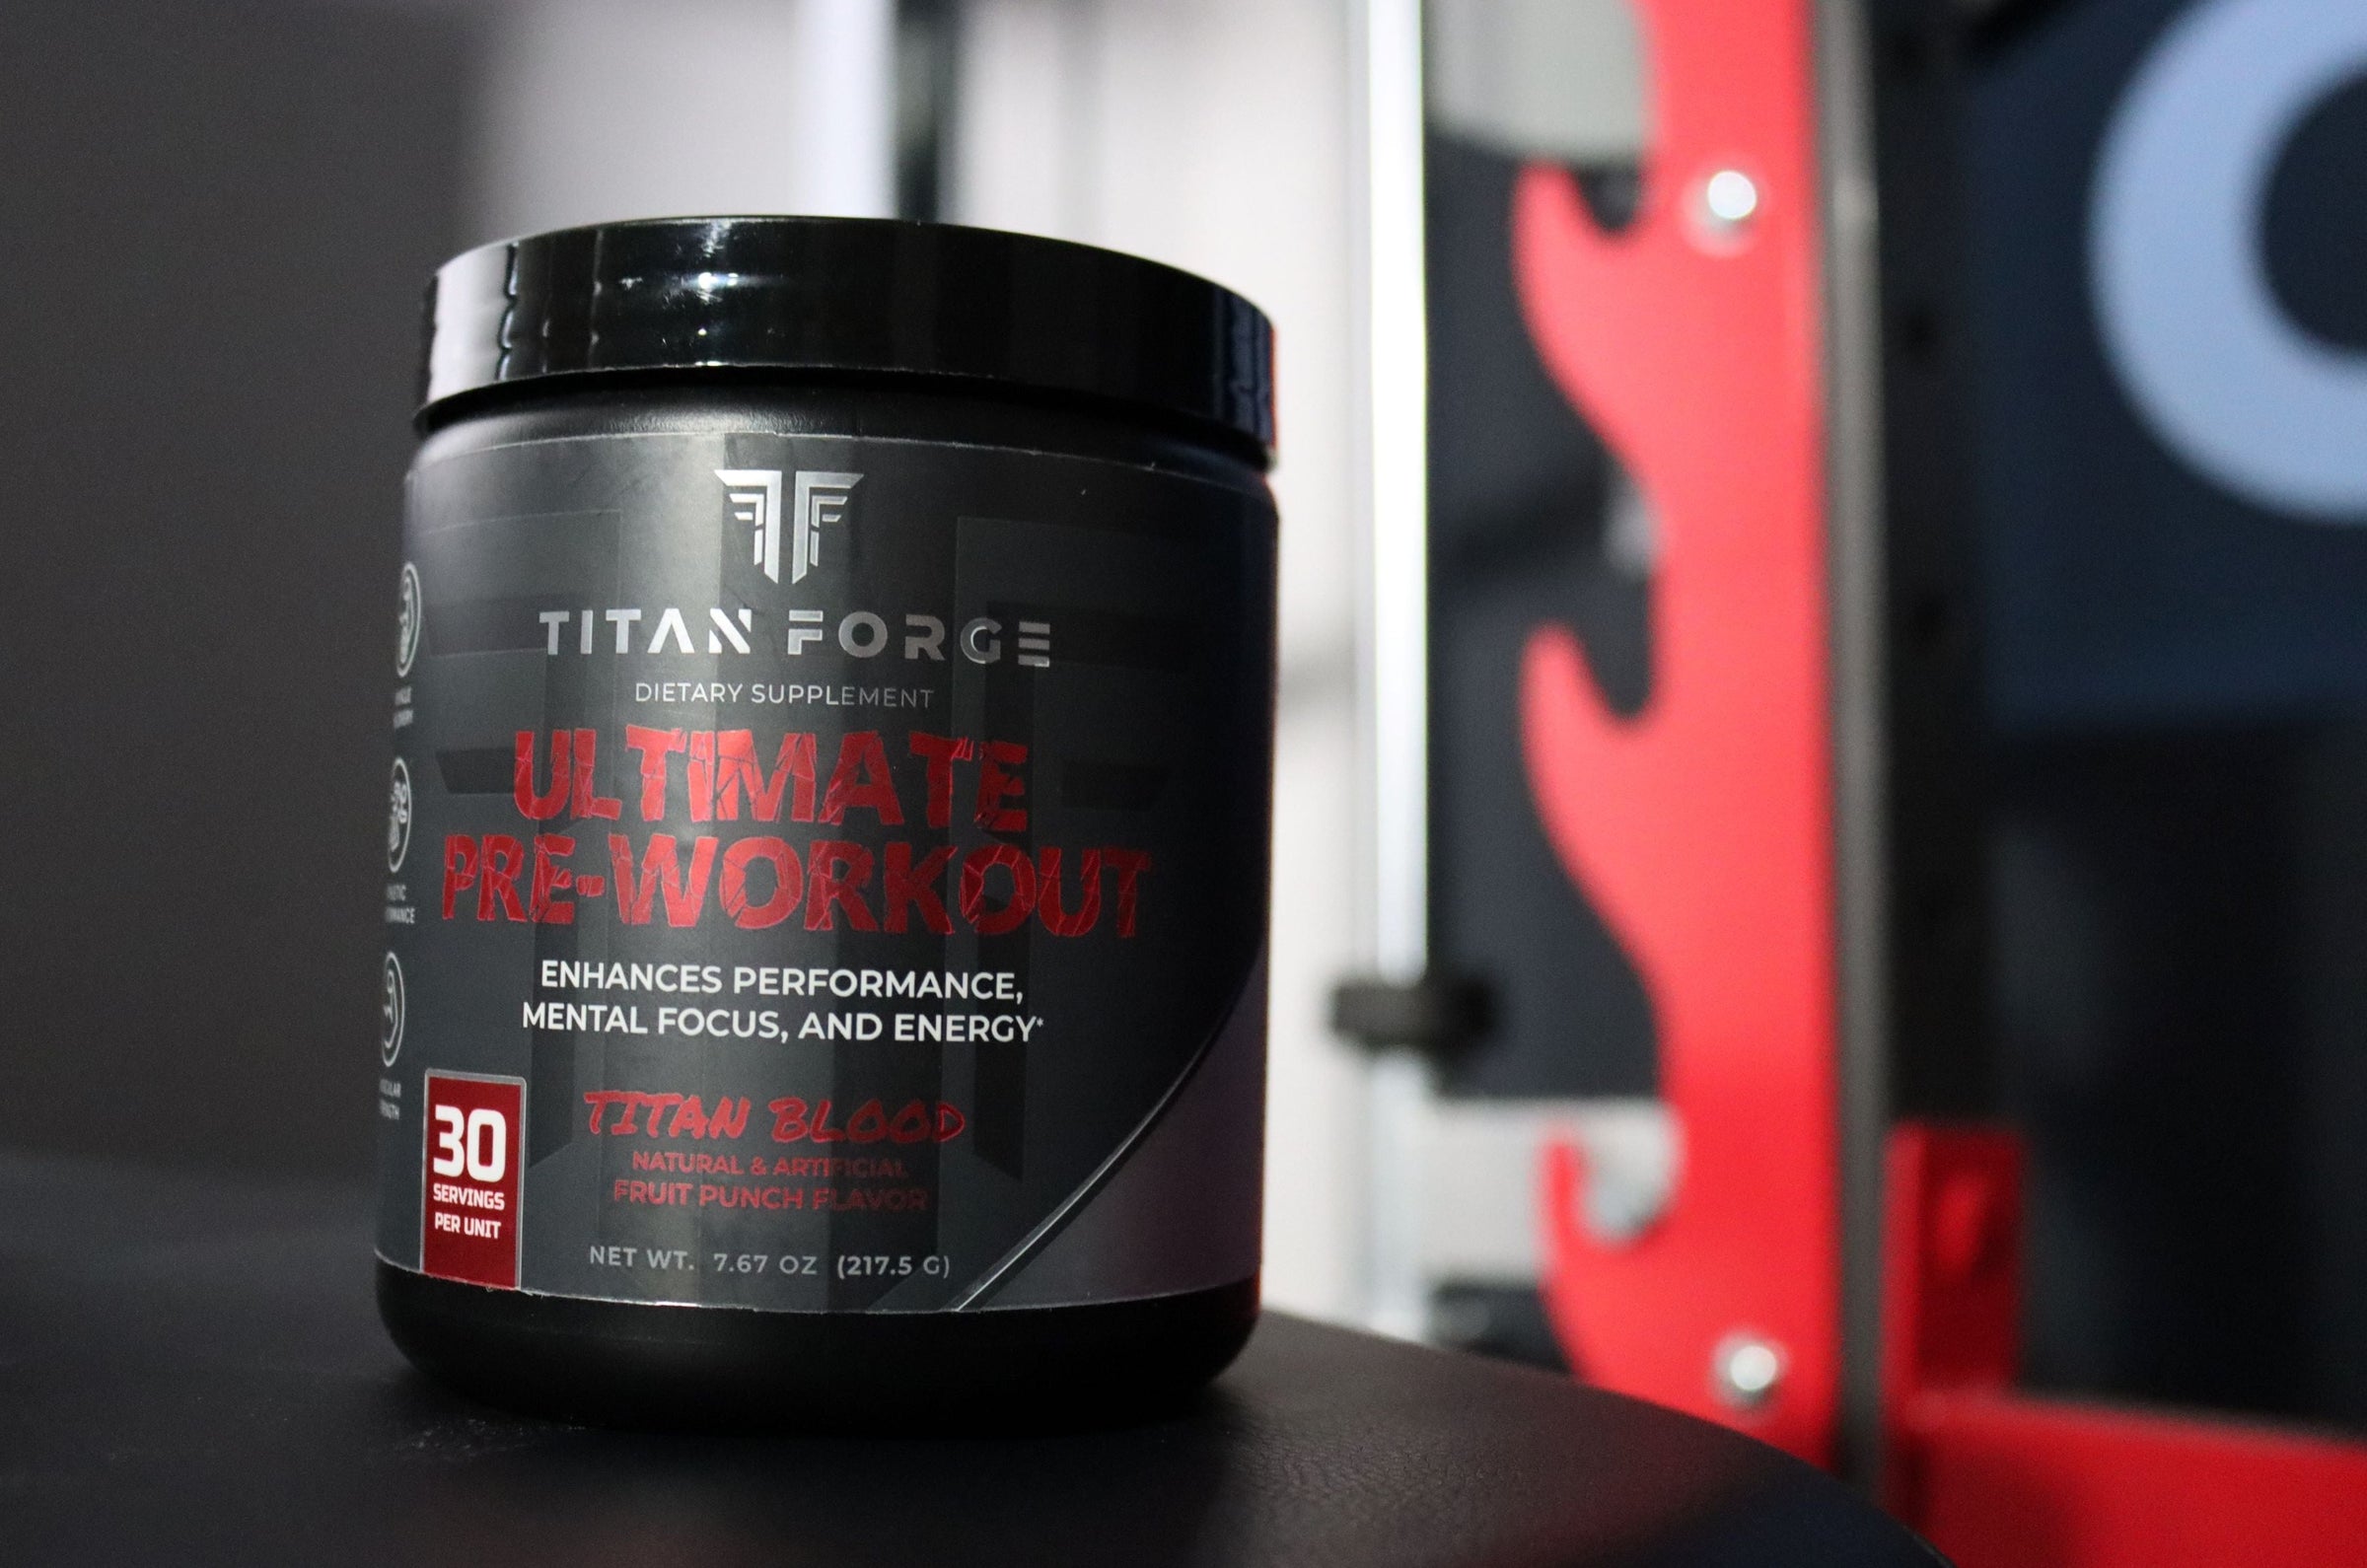 TITAN FORGE
DIETARY SUPPLEMENT
ULTIMATE
PRE-WORKOUT
ENHANCES PERFORMANCE,
MENTAL FOCUS, AND ENERGY*
TITAN BLOOD
NATURAL & ARTIFICIAL
FRUIT PUNCH FLAVOR
30
SERVINGS
PER UNIT
NET WT. 7.67 OZ (217.5 G)